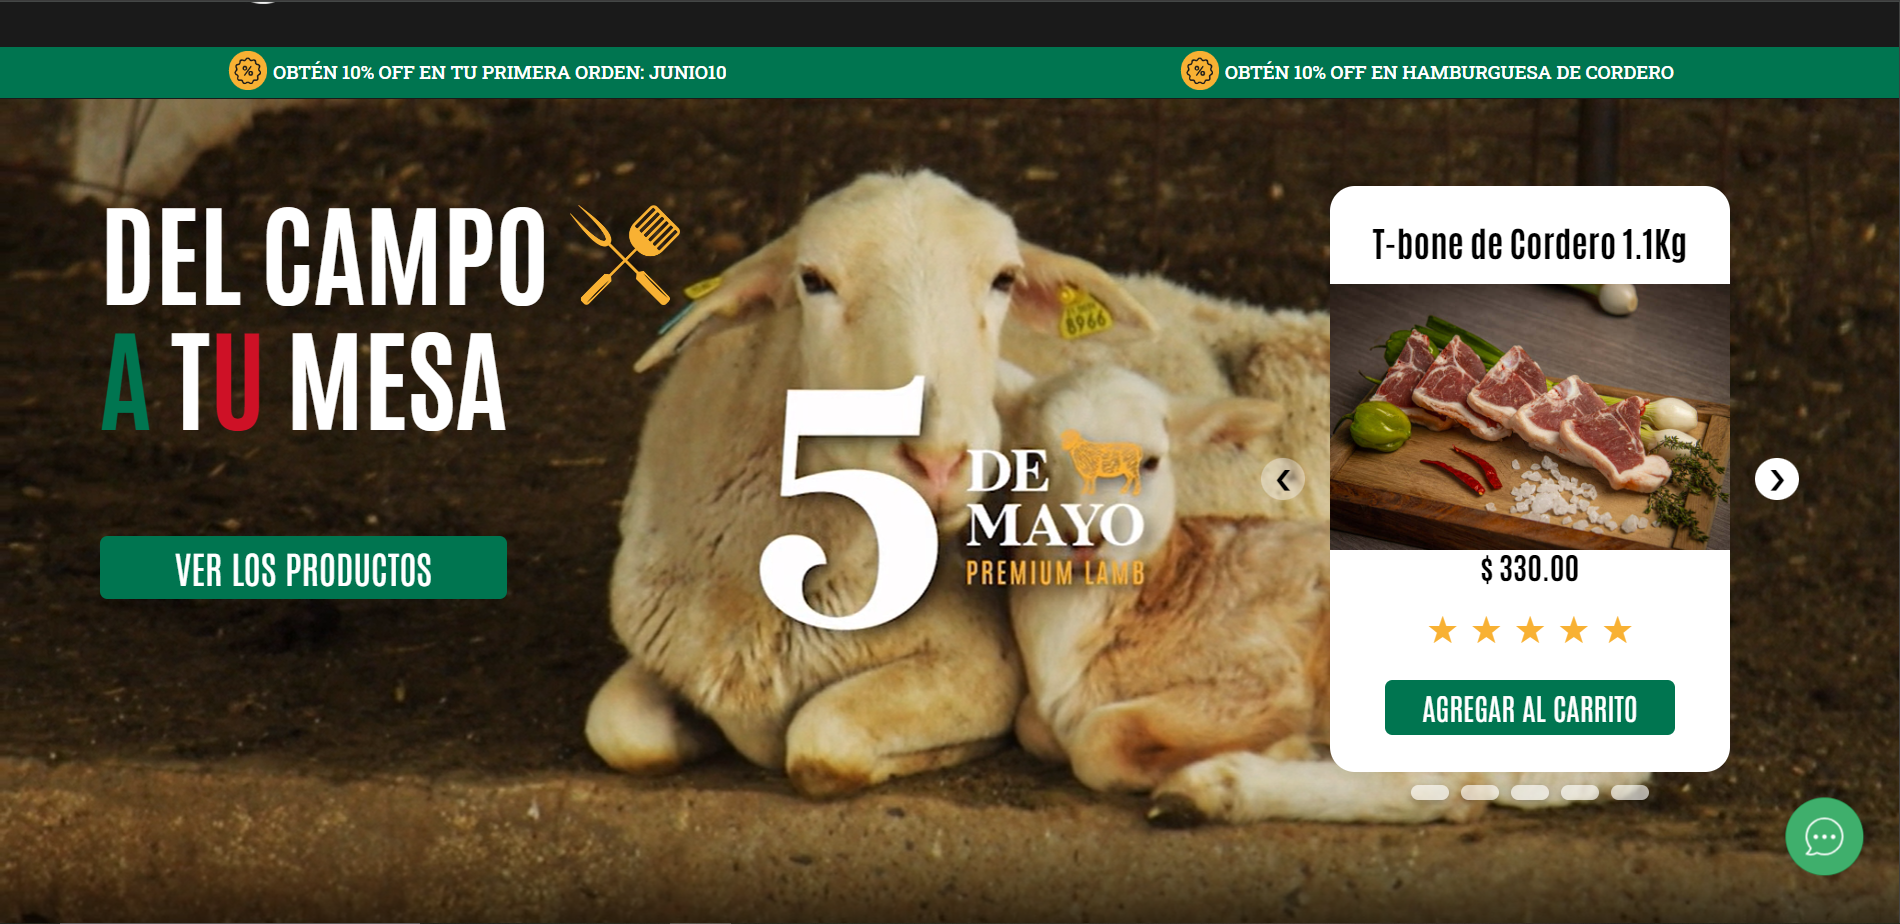 OBTÉN 10% OFF EN TU PRIMERA ORDEN: JUNIO10
OBTÉN 10% OFF EN HAMBURGUESA DE CORDERO
DEL CAMPO
A TU MESA
VER LOS PRODUCTOS
8966
5 DE
MAYO
PREMIUM LAMB
T-bone de Cordero 1.1Kg
$ 330.00
AGREGAR AL CARRITO